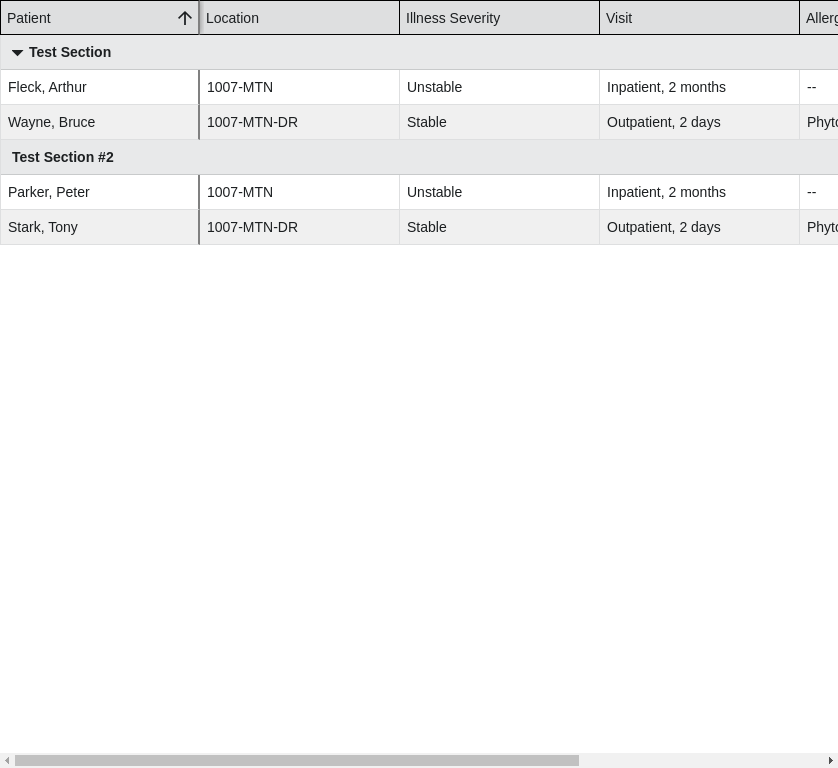 Patient Location Illness Severity Visit Allerg
Test Section
Fleck, Arthur 1007-MTN Unstable Inpatient, 2 months --
Wayne, Bruce 1007-MTN-DR Stable Outpatient, 2 days Phyto
Test Section #2
Parker, Peter 1007-MTN Unstable Inpatient, 2 months --
Stark, Tony 1007-MTN-DR Stable Outpatient, 2 days Phyto